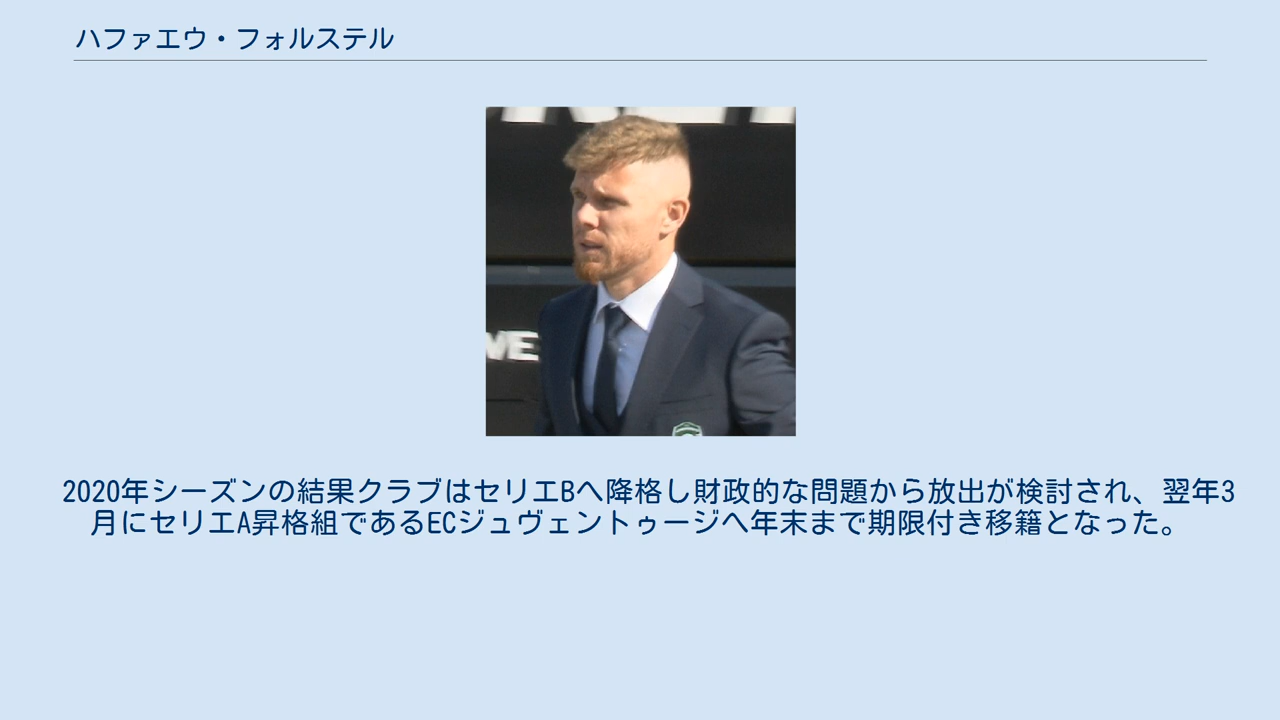 ハファエウ・フォルステル
WE
2020年シーズンの結果クラブはセリエBへ降格し財政的な問題から放出が検討され、翌年3
月にセリエA昇格組であるECジュヴェントゥージへ年末まで期限付き移籍となった。